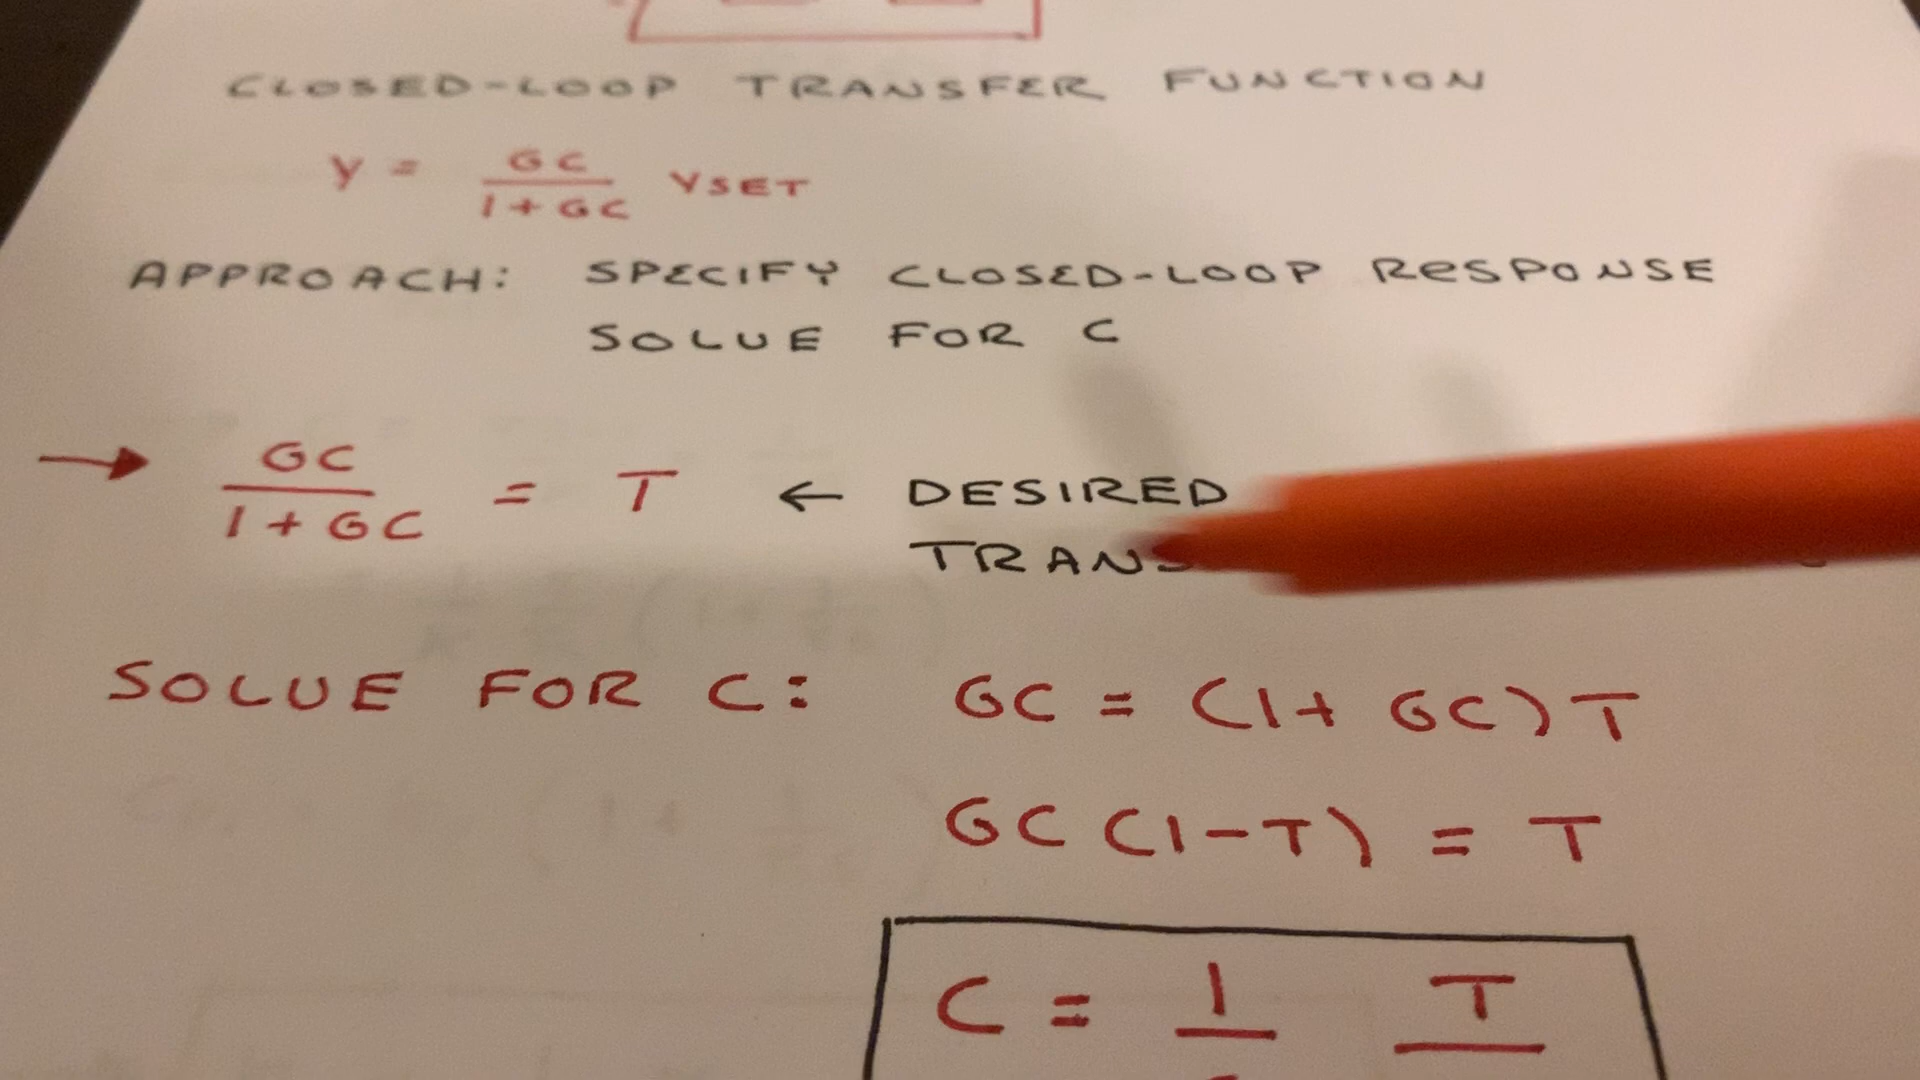 CLOSED-LOOP TRANSFER FUNCTION
y = GC / 1+GC YSET
APPROACH: SPECIFY CLOSED-LOOP RESPONSE
SOLVE FOR C
→ GC / 1+GC = T ← DESIRED
TRANS
SOLVE FOR C: GC = (1+ GC)T
GC(1-T) = T
C = 1 T